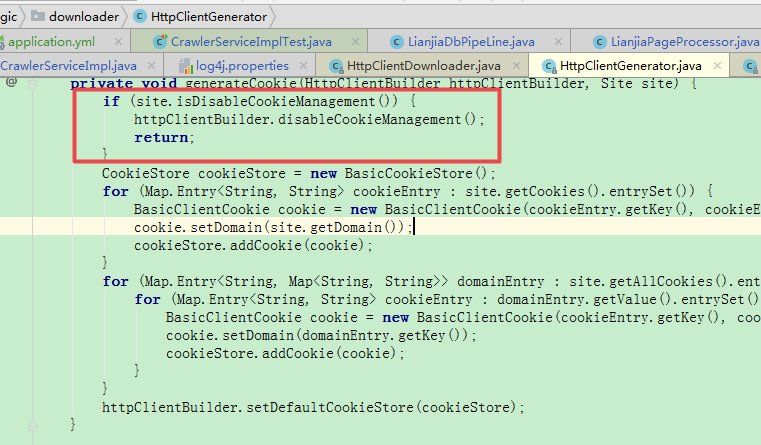 gic downloader HttpClientGenerator
application.yml CrawlerServiceImplTest.java LianjiaDbPipeLine.java LianjiaPageProcessor.java
CrawlerServiceImpl.java log4j.properties HttpClientDownloader.java HttpClientGenerator.java
@ private void generateCookie(HttpClientBuilder httpClientBuilder, Site site) {
if (site.isDisableCookieManagement()) {
httpClientBuilder.disableCookieManagement();
return;
}
CookieStore cookieStore = new BasicCookieStore();
for (Map.Entry<String, String> cookieEntry : site.getCookies().entrySet()) {
BasicClientCookie cookie = new BasicClientCookie(cookieEntry.getKey(), cookieE
cookie.setDomain(site.getDomain());
cookieStore.addCookie(cookie);
}
for (Map.Entry<String, Map<String, String>> domainEntry : site.getAllCookies().ent
for (Map.Entry<String, String> cookieEntry : domainEntry.getValue().entrySet()
BasicClientCookie cookie = new BasicClientCookie(cookieEntry.getKey(), coo
cookie.setDomain(domainEntry.getKey());
cookieStore.addCookie(cookie);
}
}
httpClientBuilder.setDefaultCookieStore(cookieStore);
}